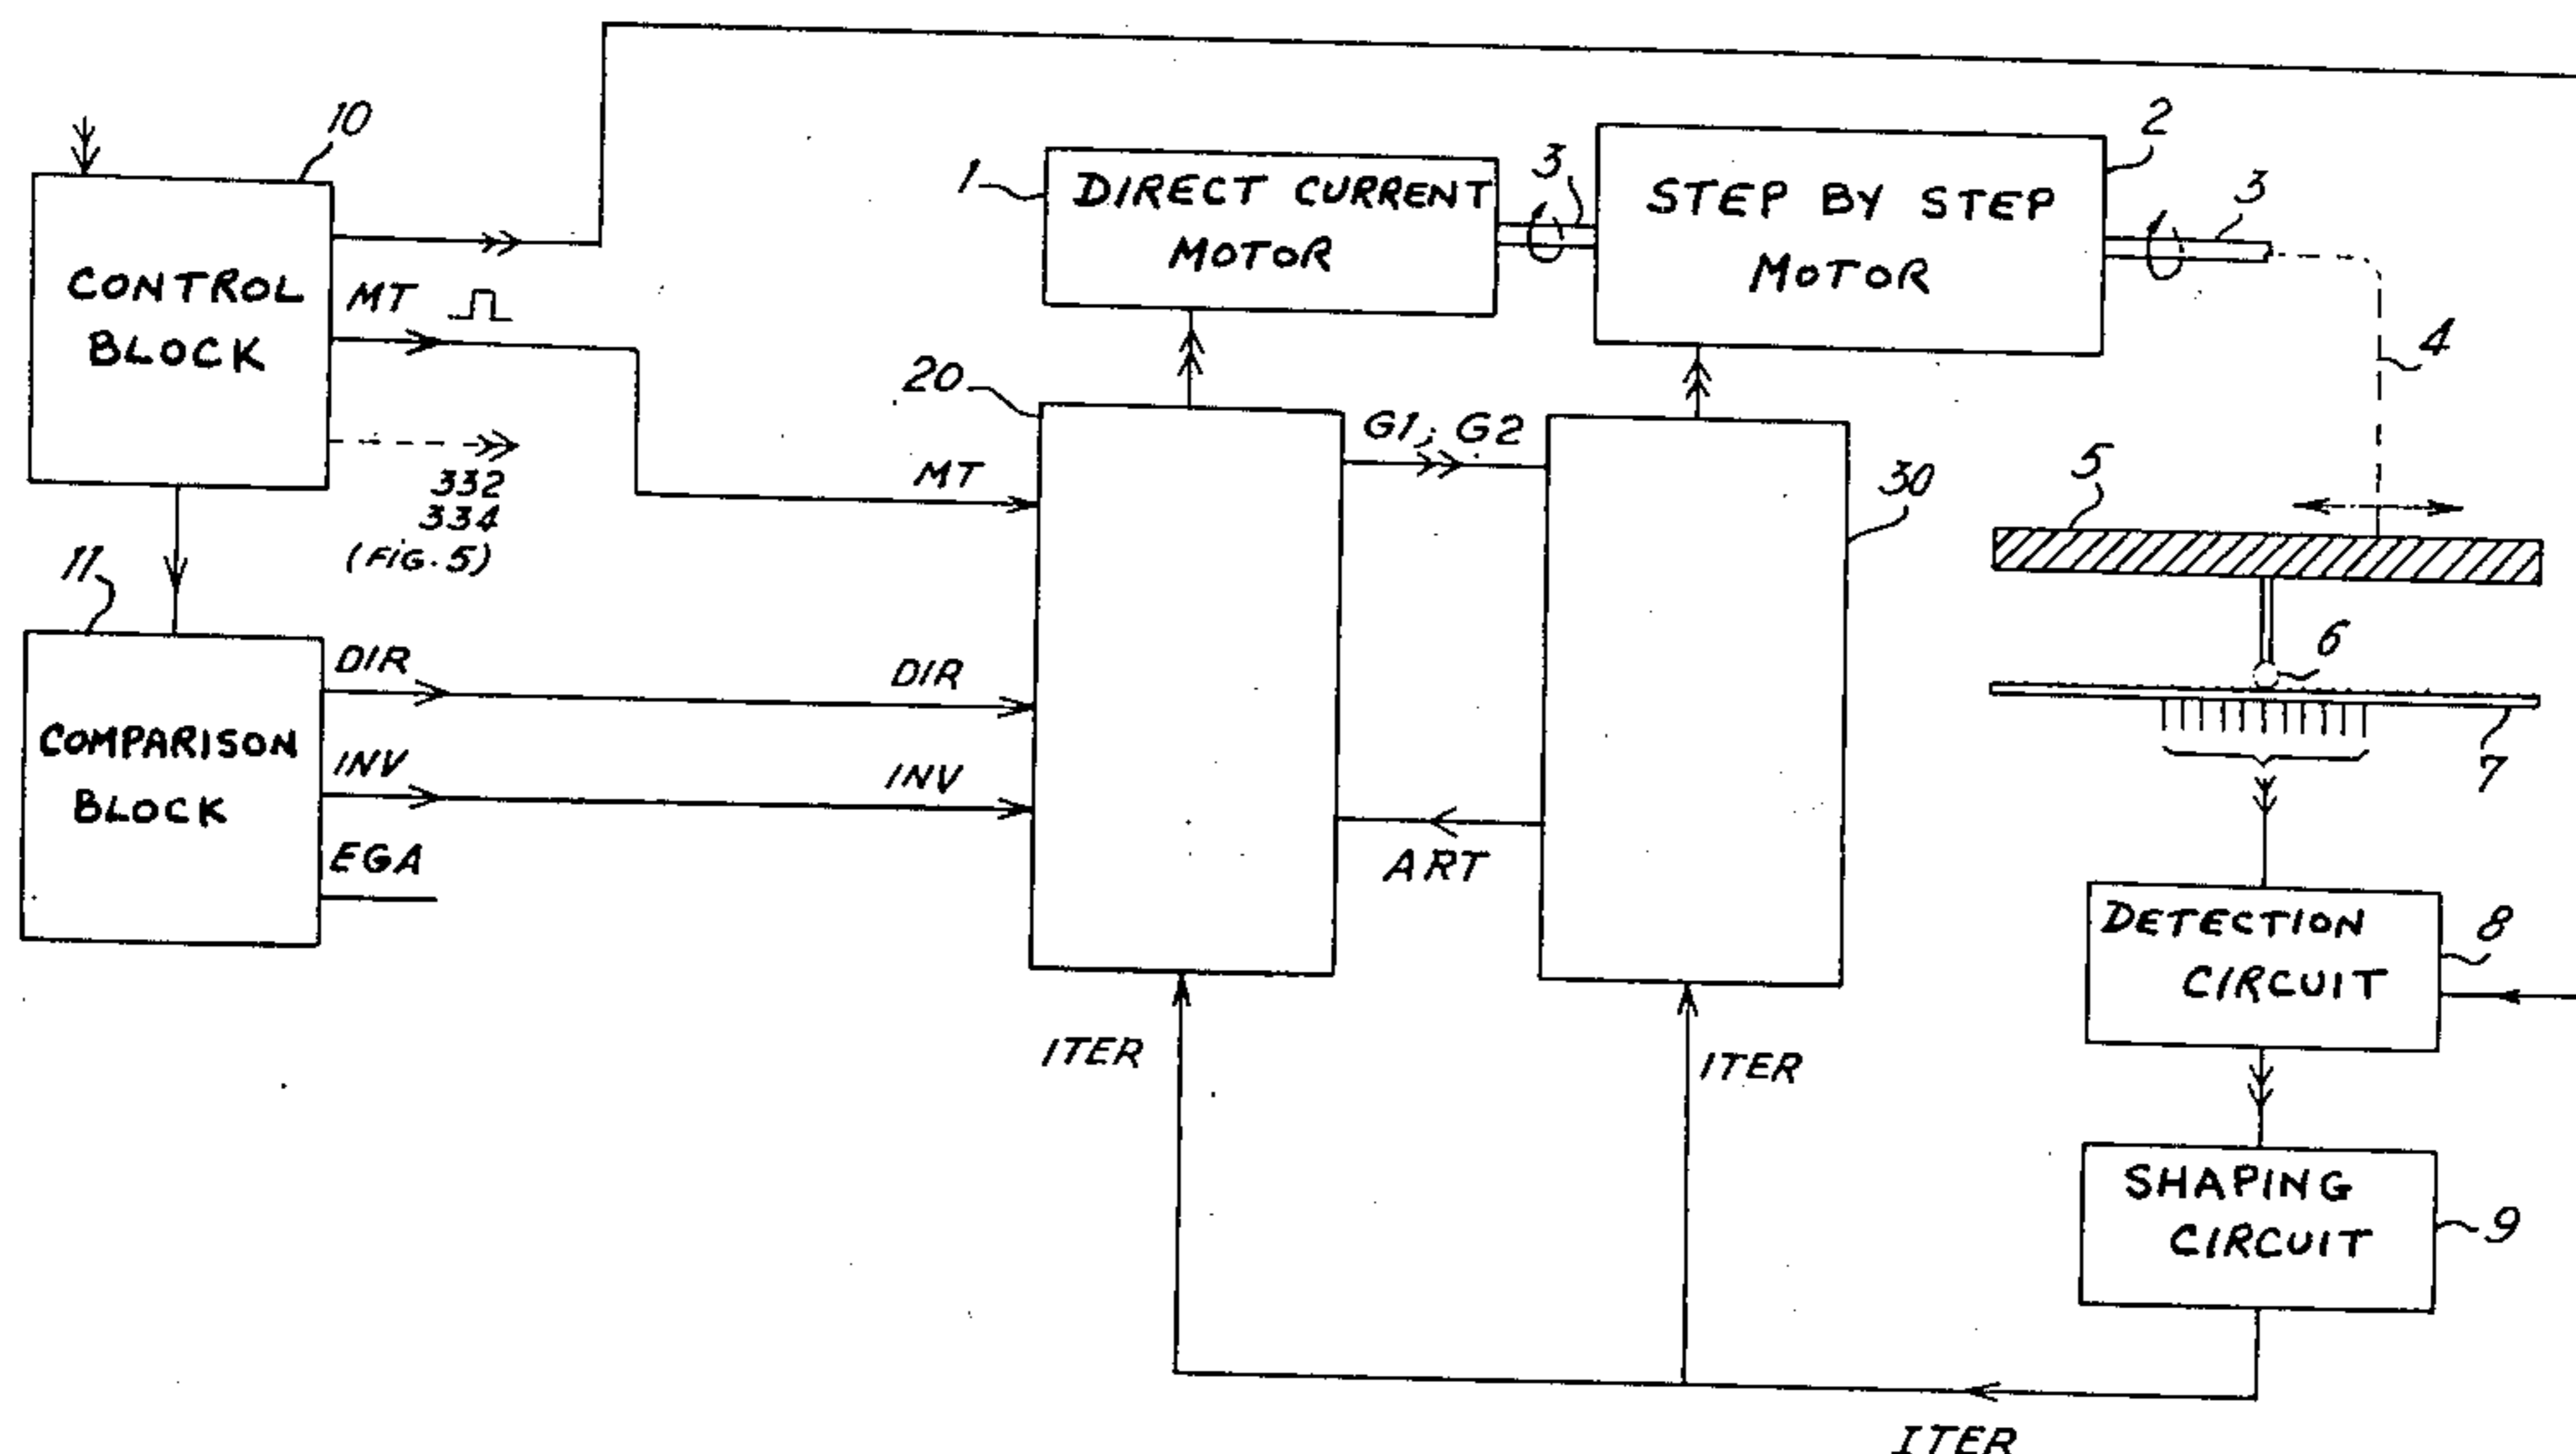 10
CONTROL
BLOCK
MT
332
334
(FIG. 5)
11
COMPARISON
BLOCK
DIR
INV
EGA
1
DIRECT CURRENT
MOTOR
3
2
STEP BY STEP
MOTOR
3
4
20
MT
DIR
INV
G1; G2
ART
30
5
6
7
DETECTION
CIRCUIT
8
SHAPING
CIRCUIT
9
ITER
ITER
ITER